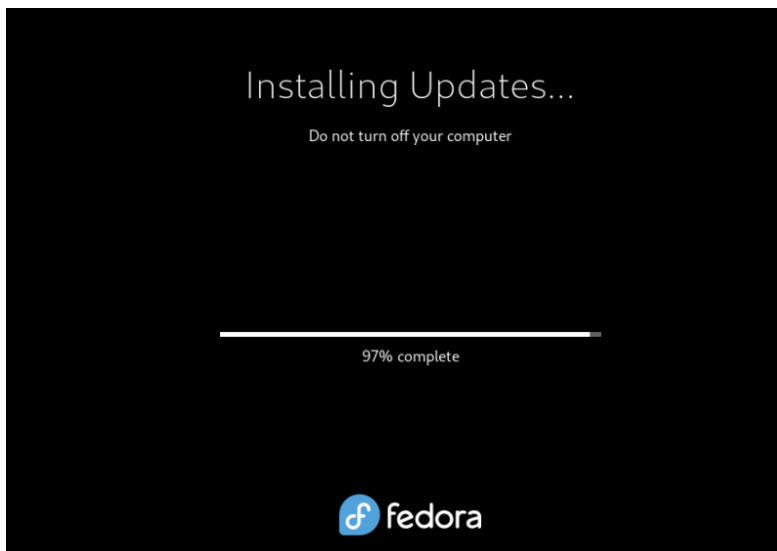 Installing Updates...
Do not turn off your computer
97% complete
fedora